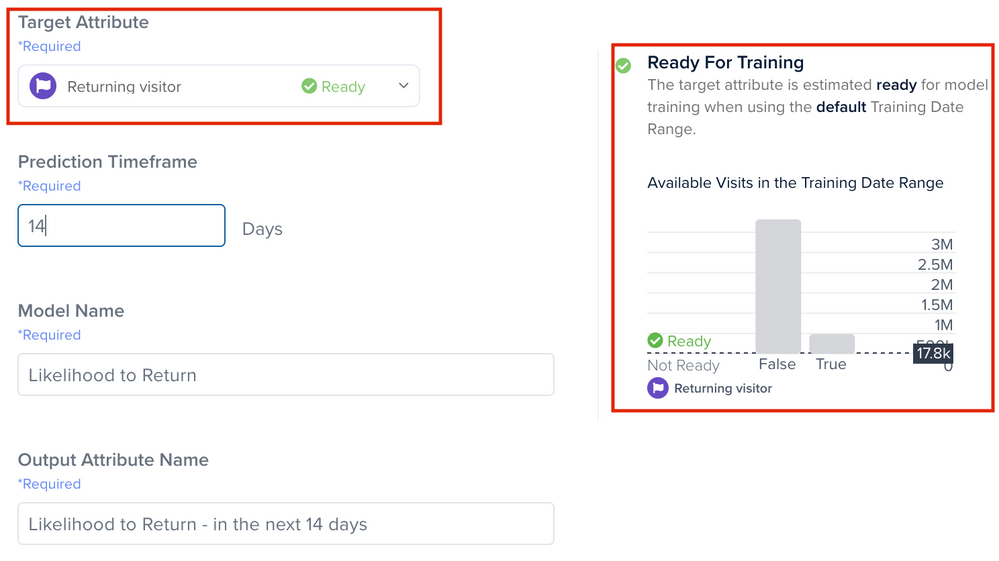 Target Attribute
*Required
Returning visitor
Ready
Prediction Timeframe
*Required
14
Days
Model Name
*Required
Likelihood to Return
Output Attribute Name
*Required
Likelihood to Return - in the next 14 days
Ready For Training
The target attribute is estimated ready for model
training when using the default Training Date
Range.
Available Visits in the Training Date Range
3M
2.5M
2M
1.5M
1M
Ready
17.8k
Not Ready
False
True
0
Returning visitor